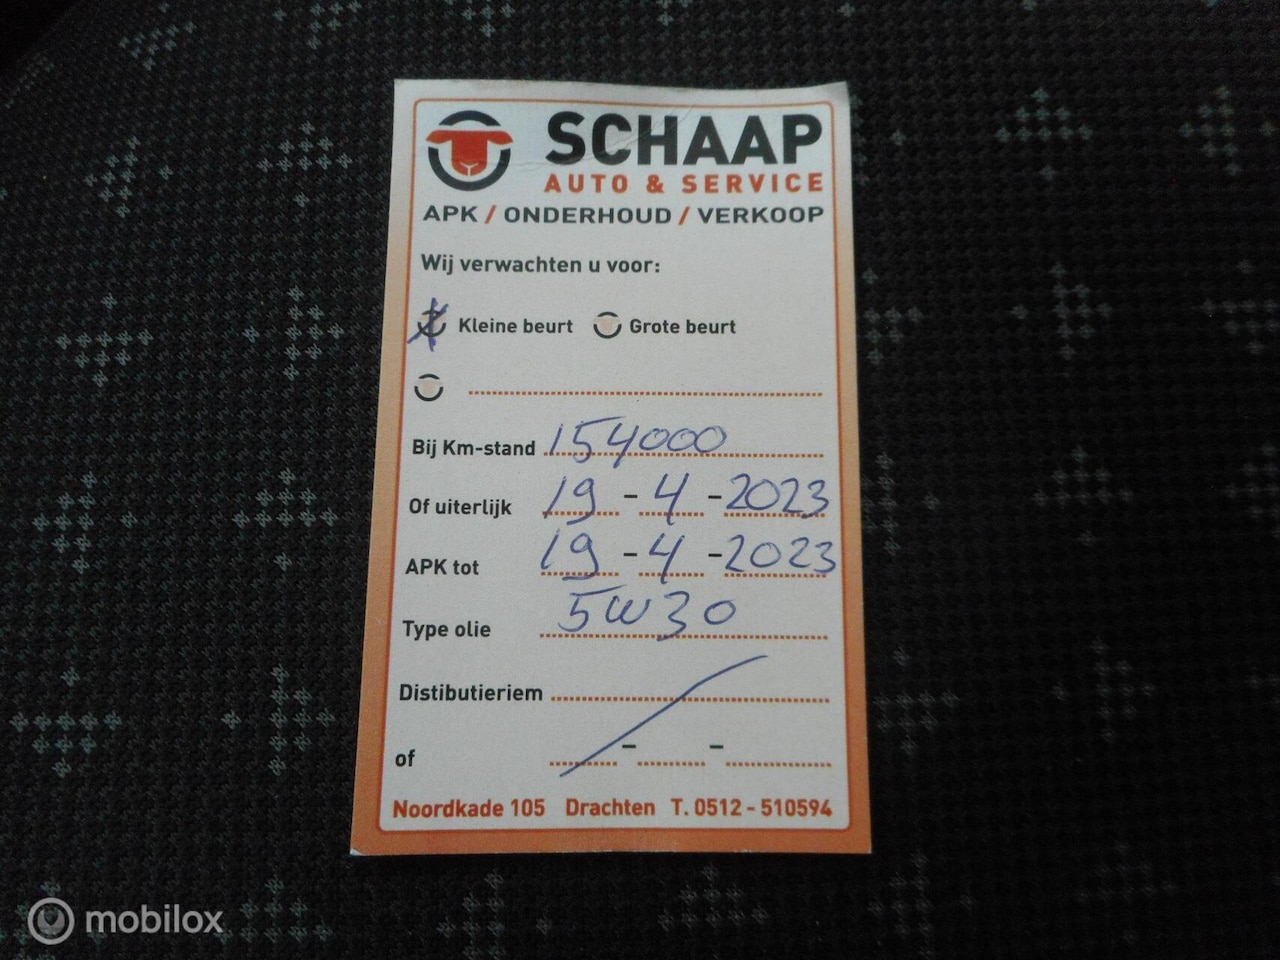 SCHAAP
AUTO & SERVICE
APK / ONDERHOUD / VERKOOP
Wij verwachten u voor:
Kleine beurt Grote beurt
Bij Km-stand 154000
Of uiterlijk 19 - 4 - 2023
APK tot 19 - 4 - 2023
Type olie 5W30
Distibutieriem
of - -
Noordkade 105 Drachten T. 0512 - 510594
mobilox